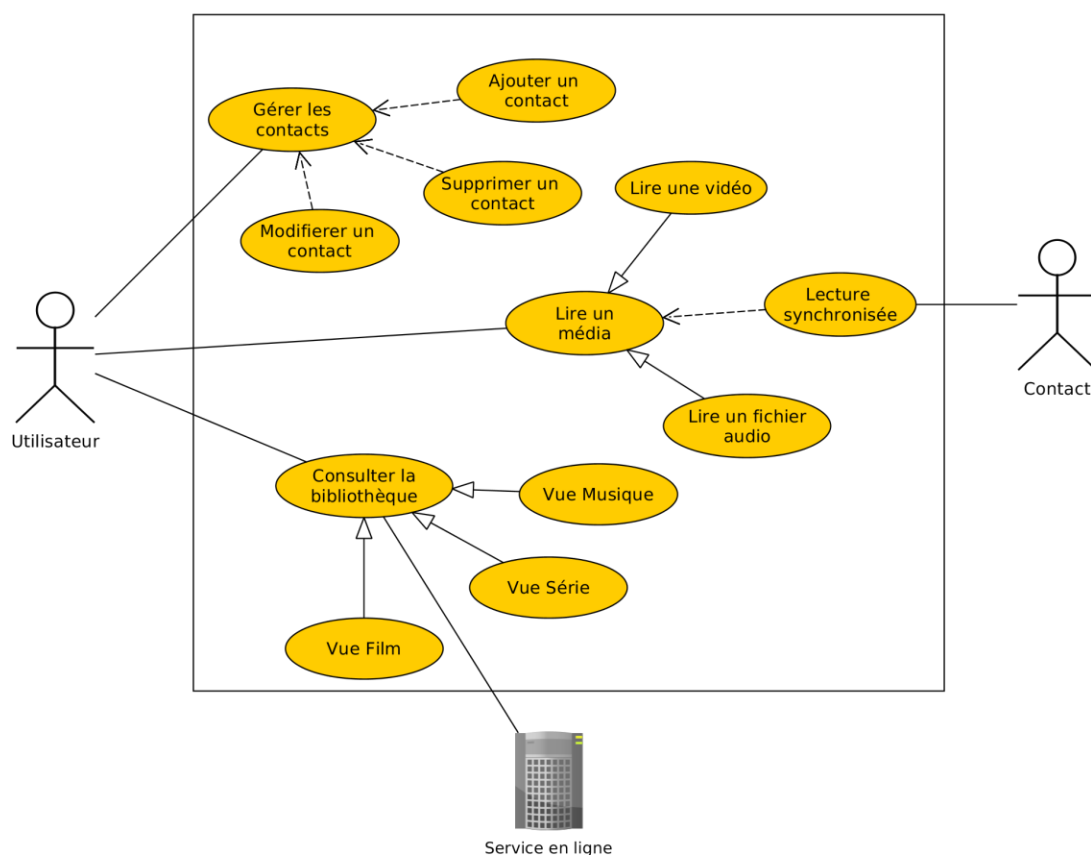 Ajouter un
contact
Gérer les
contacts
Supprimer un
contact
Lire une vidéo
Modifierer un
contact
Lecture
synchronisée
Lire un
média
Contact
Lire un fichier
audio
Utilisateur
Consulter la
bibliothèque
Vue Musique
Vue Série
Vue Film
Service en ligne